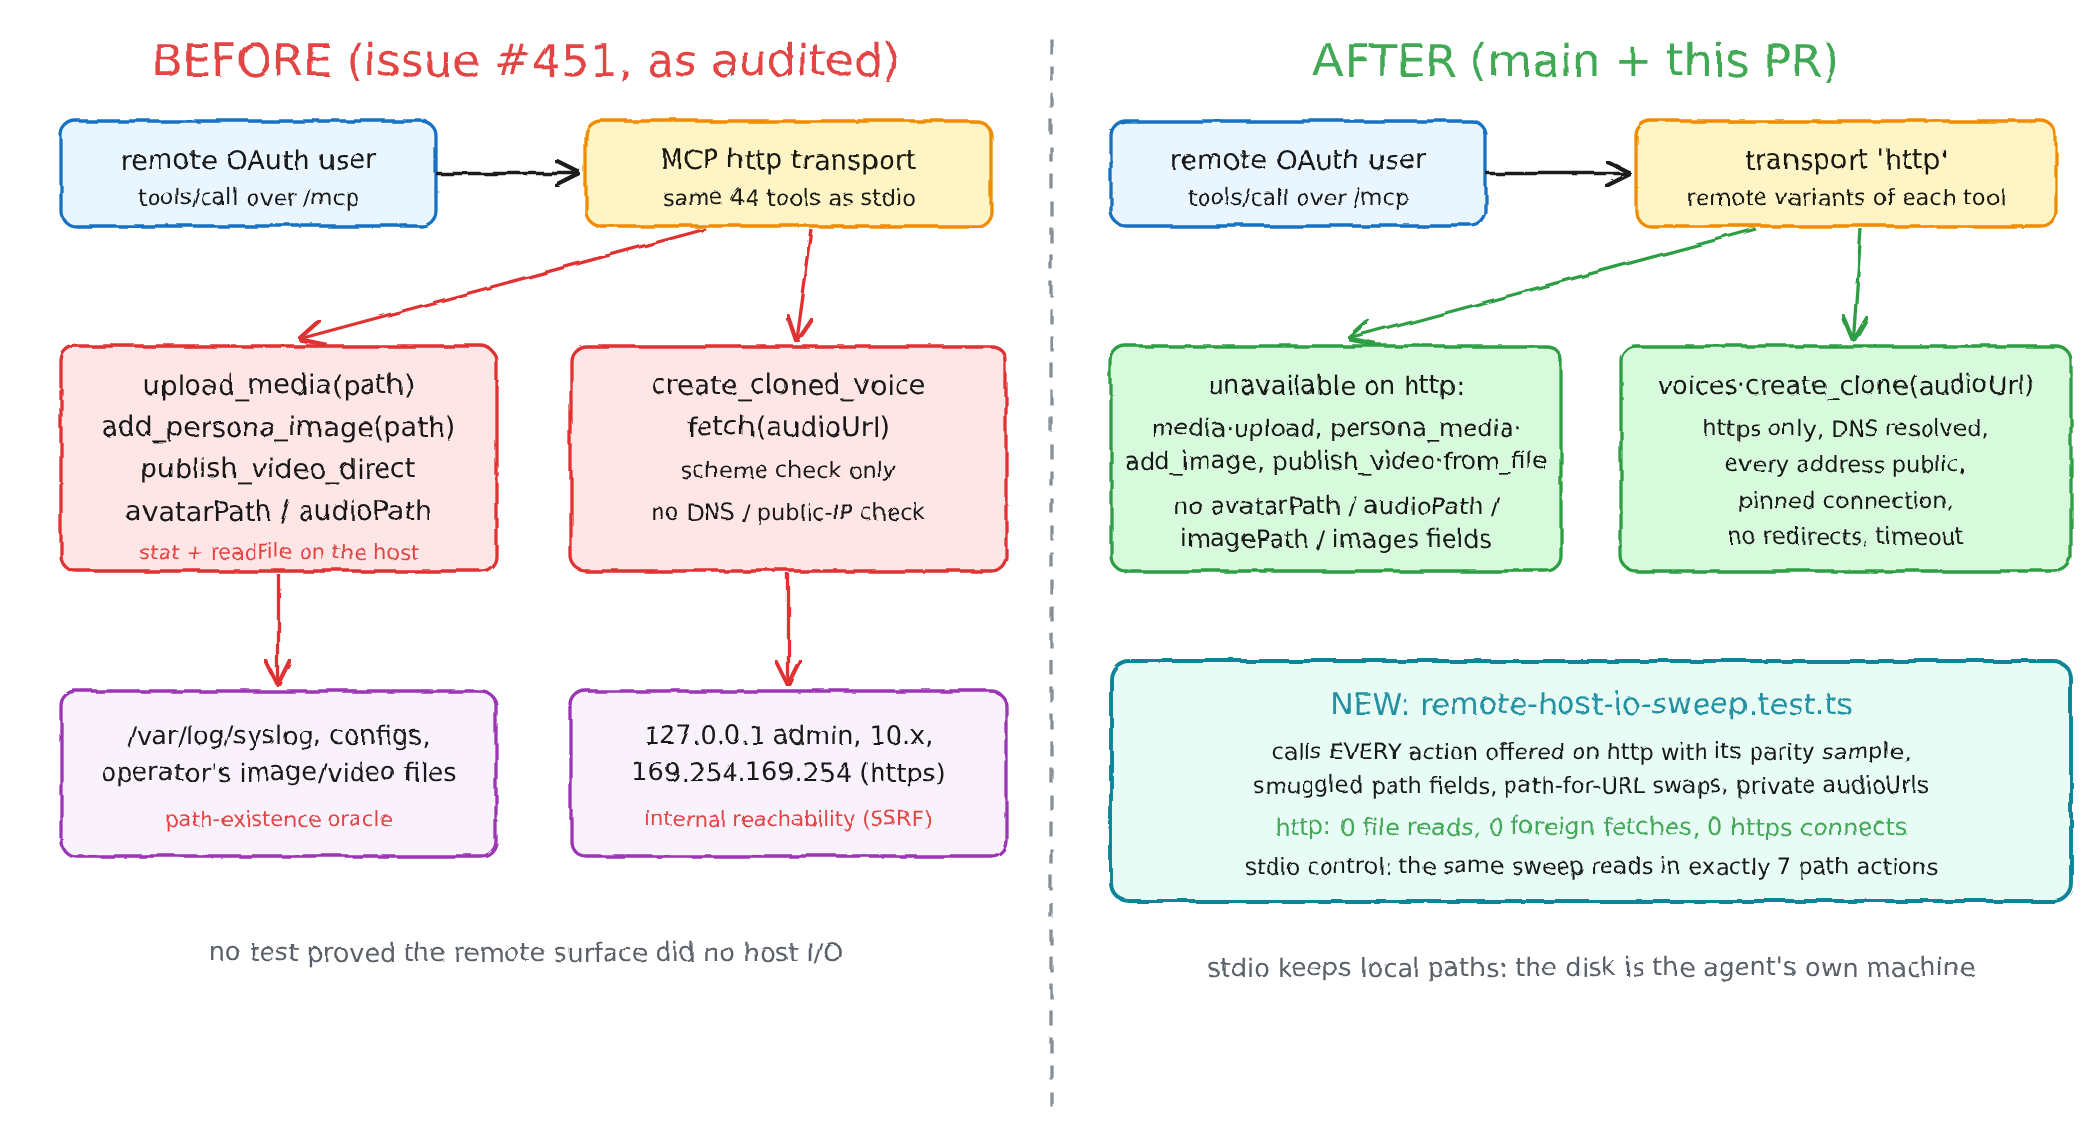 BEFORE (issue #451, as audited)
remote OAuth user
tools/call over /mcp
MCP http transport
same 44 tools as stdio
upload_media(path)
add_persona_image(path)
publish_video_direct
avatarPath / audioPath
stat + readFile on the host
create_cloned_voice
fetch(audioUrl)
scheme check only
no DNS / public-IP check
/var/log/syslog, configs,
operator's image/video files
path-existence oracle
127.0.0.1 admin, 10.x,
169.254.169.254 (https)
internal reachability (SSRF)
no test proved the remote surface did no host I/O
AFTER (main + this PR)
remote OAuth user
tools/call over /mcp
transport 'http'
remote variants of each tool
unavailable on http:
media·upload, persona_media·
add_image, publish_video·from_file
no avatarPath / audioPath /
imagePath / images fields
voices·create_clone(audioUrl)
https only, DNS resolved,
every address public,
pinned connection,
no redirects, timeout
NEW: remote-host-io-sweep.test.ts
calls EVERY action offered on http with its parity sample,
smuggled path fields, path-for-URL swaps, private audioUrls
http: 0 file reads, 0 foreign fetches, 0 https connects
stdio control: the same sweep reads in exactly 7 path actions
stdio keeps local paths: the disk is the agent's own machine